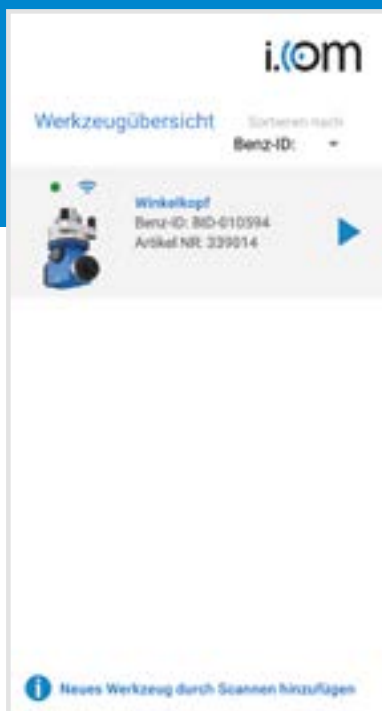 i.com
Werkzeugübersicht
Sortieren nach
Benz-ID:
Winkelkopf
Benz-ID: BID-010594
Artikel NR: 339014
Neues Werkzeug durch Scannen hinzufügen